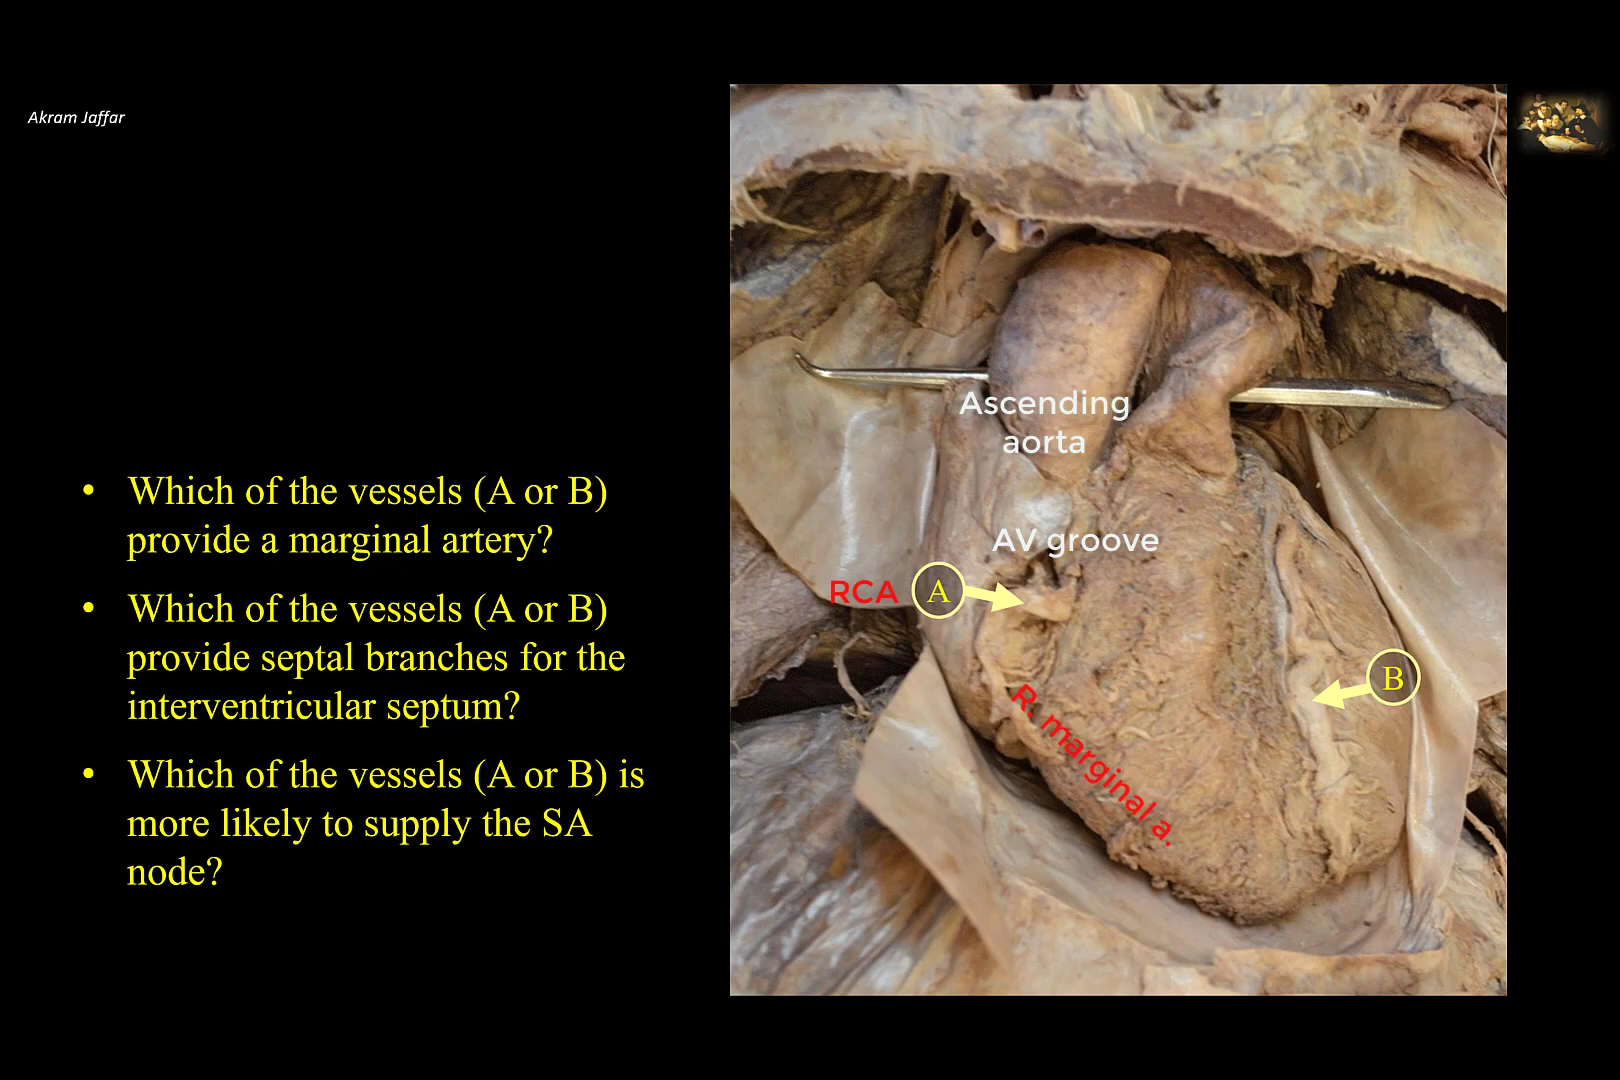 Akram Jaffar
Ascending
aorta
• Which of the vessels (A or B)
provide a marginal artery?
AV groove
RCA A
• Which of the vessels (A or B)
provide septal branches for the
interventricular septum?
B
R. marginal a.
• Which of the vessels (A or B) is
more likely to supply the SA
node?